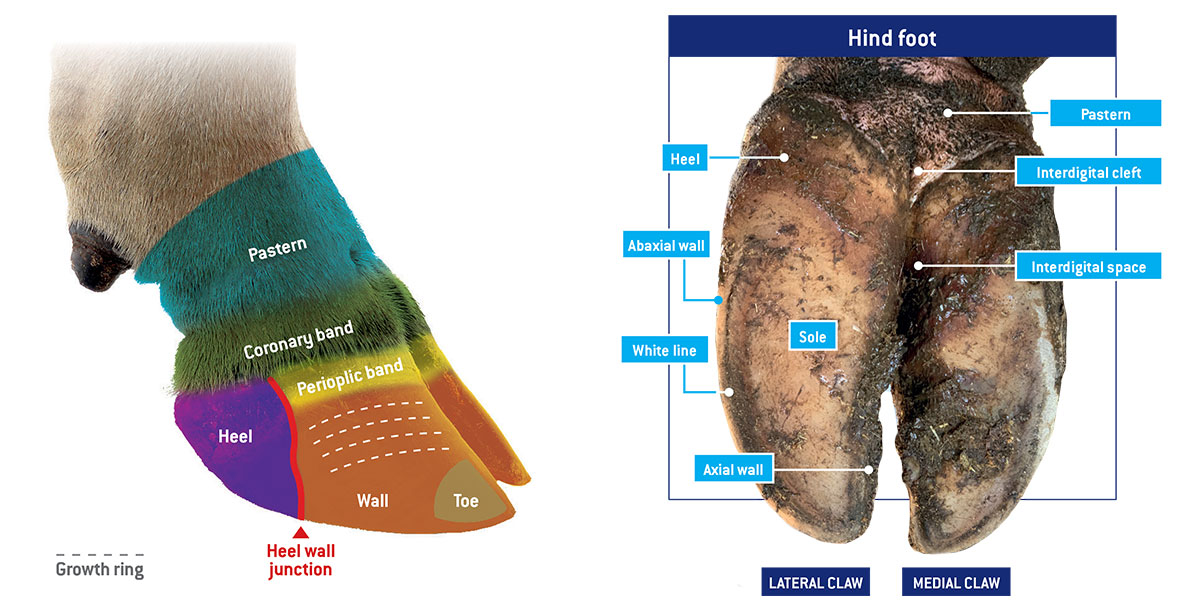 Pastern
Coronary band
Perioplic band
Heel
Wall
Toe
Heel wall
junction
Growth ring
Hind foot
Pastern
Heel
Interdigital cleft
Abaxial wall
Interdigital space
Sole
White line
Axial wall
LATERAL CLAW
MEDIAL CLAW